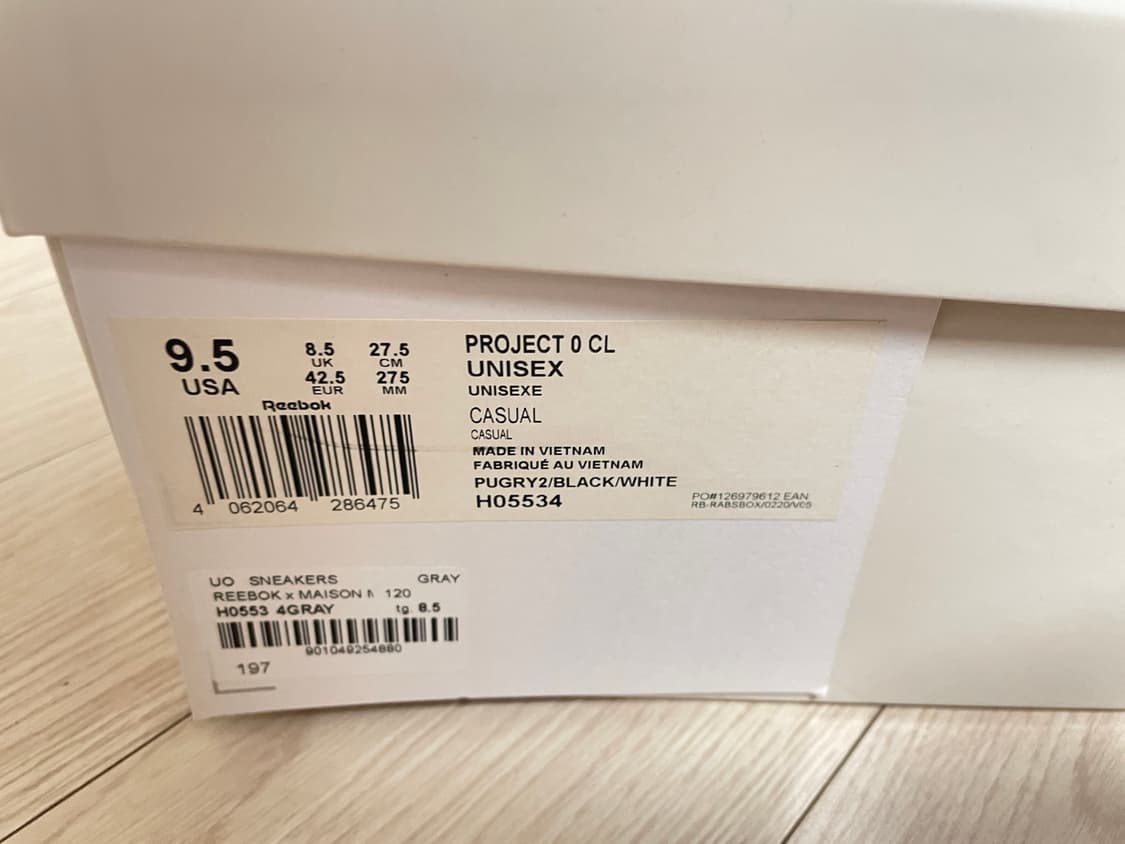 9.5
USA
8.5
UK
42.5
EUR
27.5
CM
275
MM
Reebok
4 062064 286475
PROJECT 0 CL
UNISEX
UNISEXE
CASUAL
CASUAL
MADE IN VIETNAM
FABRIQUÉ AU VIETNAM
PUGRY2/BLACK/WHITE
H05534
PO#126979612 EAN
RB-RABSBOX/0220/V05
UO SNEAKERS GRAY
REEBOK x MAISON M 120
H0553 4GRAY tg. 8.5
901049254880
197